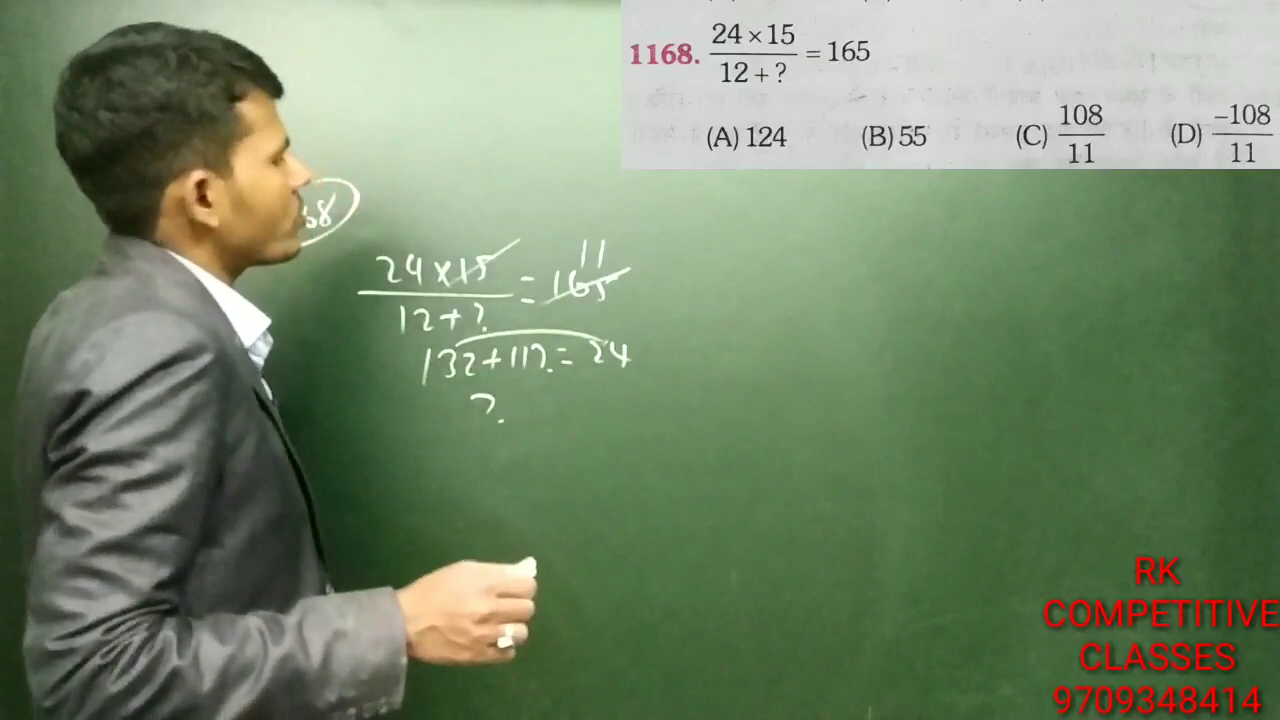 1168. 24 × 15 / 12 + ? = 165
(A) 124 (B) 55 (C) 108/11 (D) -108/11
68
11
24 × 15 / 12 + ? = 165
132 + 11? = 24
?
RK
COMPETITIVE
CLASSES
9709348414